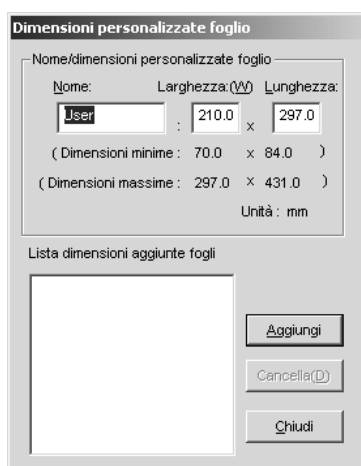 Dimensioni personalizzate foglio
Nome/dimensioni personalizzate foglio
Nome: Larghezza:(W) Lunghezza:
User : 210.0 x 297.0
( Dimensioni minime : 70.0 x 84.0 )
( Dimensioni massime : 297.0 x 431.0 )
Unità : mm
Lista dimensioni aggiunte fogli
Aggiungi
Cancella(D)
Chiudi